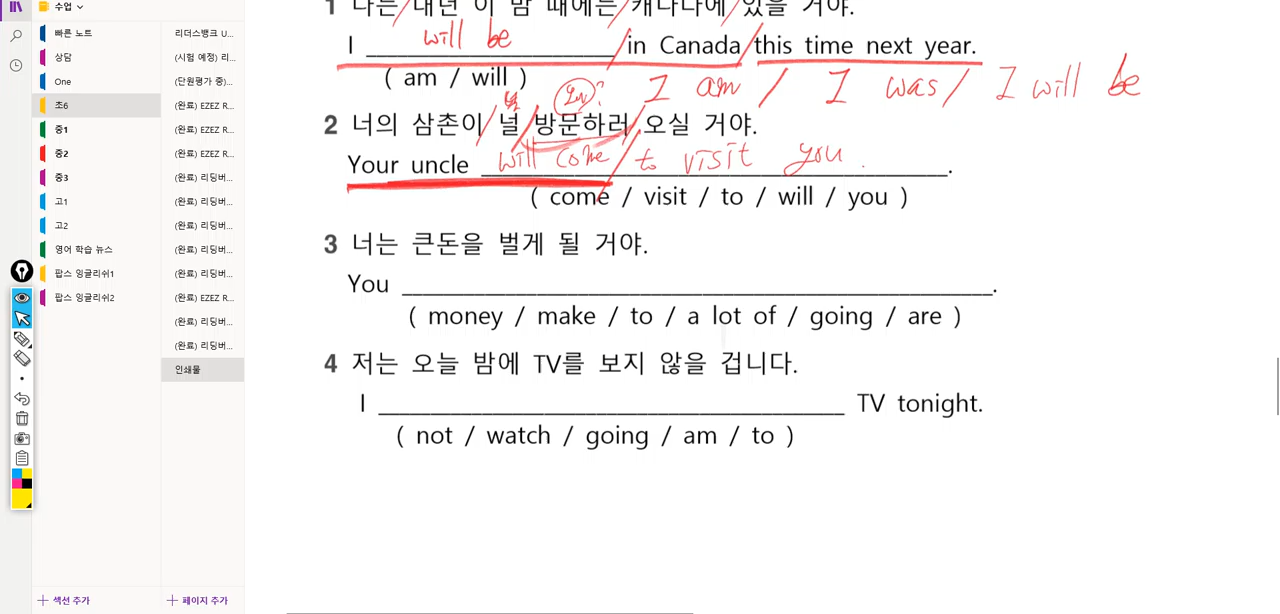 수업
빠른 노트
상담
One
초6
중1
중2
중3
고1
고2
영어 학습 뉴스
팝스 잉글리쉬1
팝스 잉글리쉬2
섹션 추가
리더스뱅크 U...
(시험 예정) 리...
(단원평가 중)...
(완료) EZEZ R...
(완료) EZEZ R...
(완료) EZEZ R...
(완료) 리딩버...
(완료) 리딩버...
(완료) 리딩버...
(완료) 리딩버...
(완료) 리딩버...
(완료) EZEZ R...
(완료) 리딩버...
(완료) 리딩버...
인쇄물
페이지 추가
1 나는/내년 이 맘 때에는/캐나다에/있을 거야.
I will be / in Canada / this time next year.
( am / will )
I am / I was / I will be
2 너의 삼촌이/널/방문하러/오실 거야.
Your uncle will come / to visit you.
( come / visit / to / will / you )
3 너는 큰돈을 벌게 될 거야.
You ______.
( money / make / to / a lot of / going / are )
4 저는 오늘 밤에 TV를 보지 않을 겁니다.
I ______ TV tonight.
( not / watch / going / am / to )